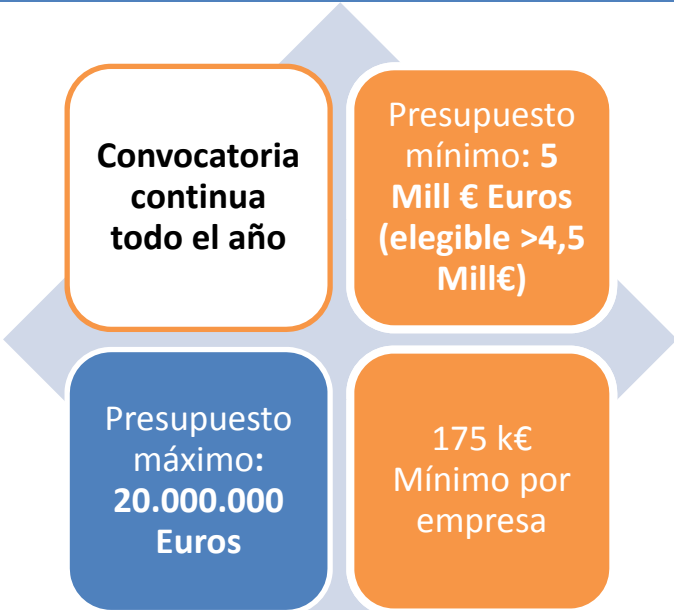 Convocatoria
continua
todo el año
Presupuesto
mínimo: 5
Mill € Euros
(elegible >4,5
Mill€)
Presupuesto
máximo:
20.000.000
Euros
175 k€
Mínimo por
empresa